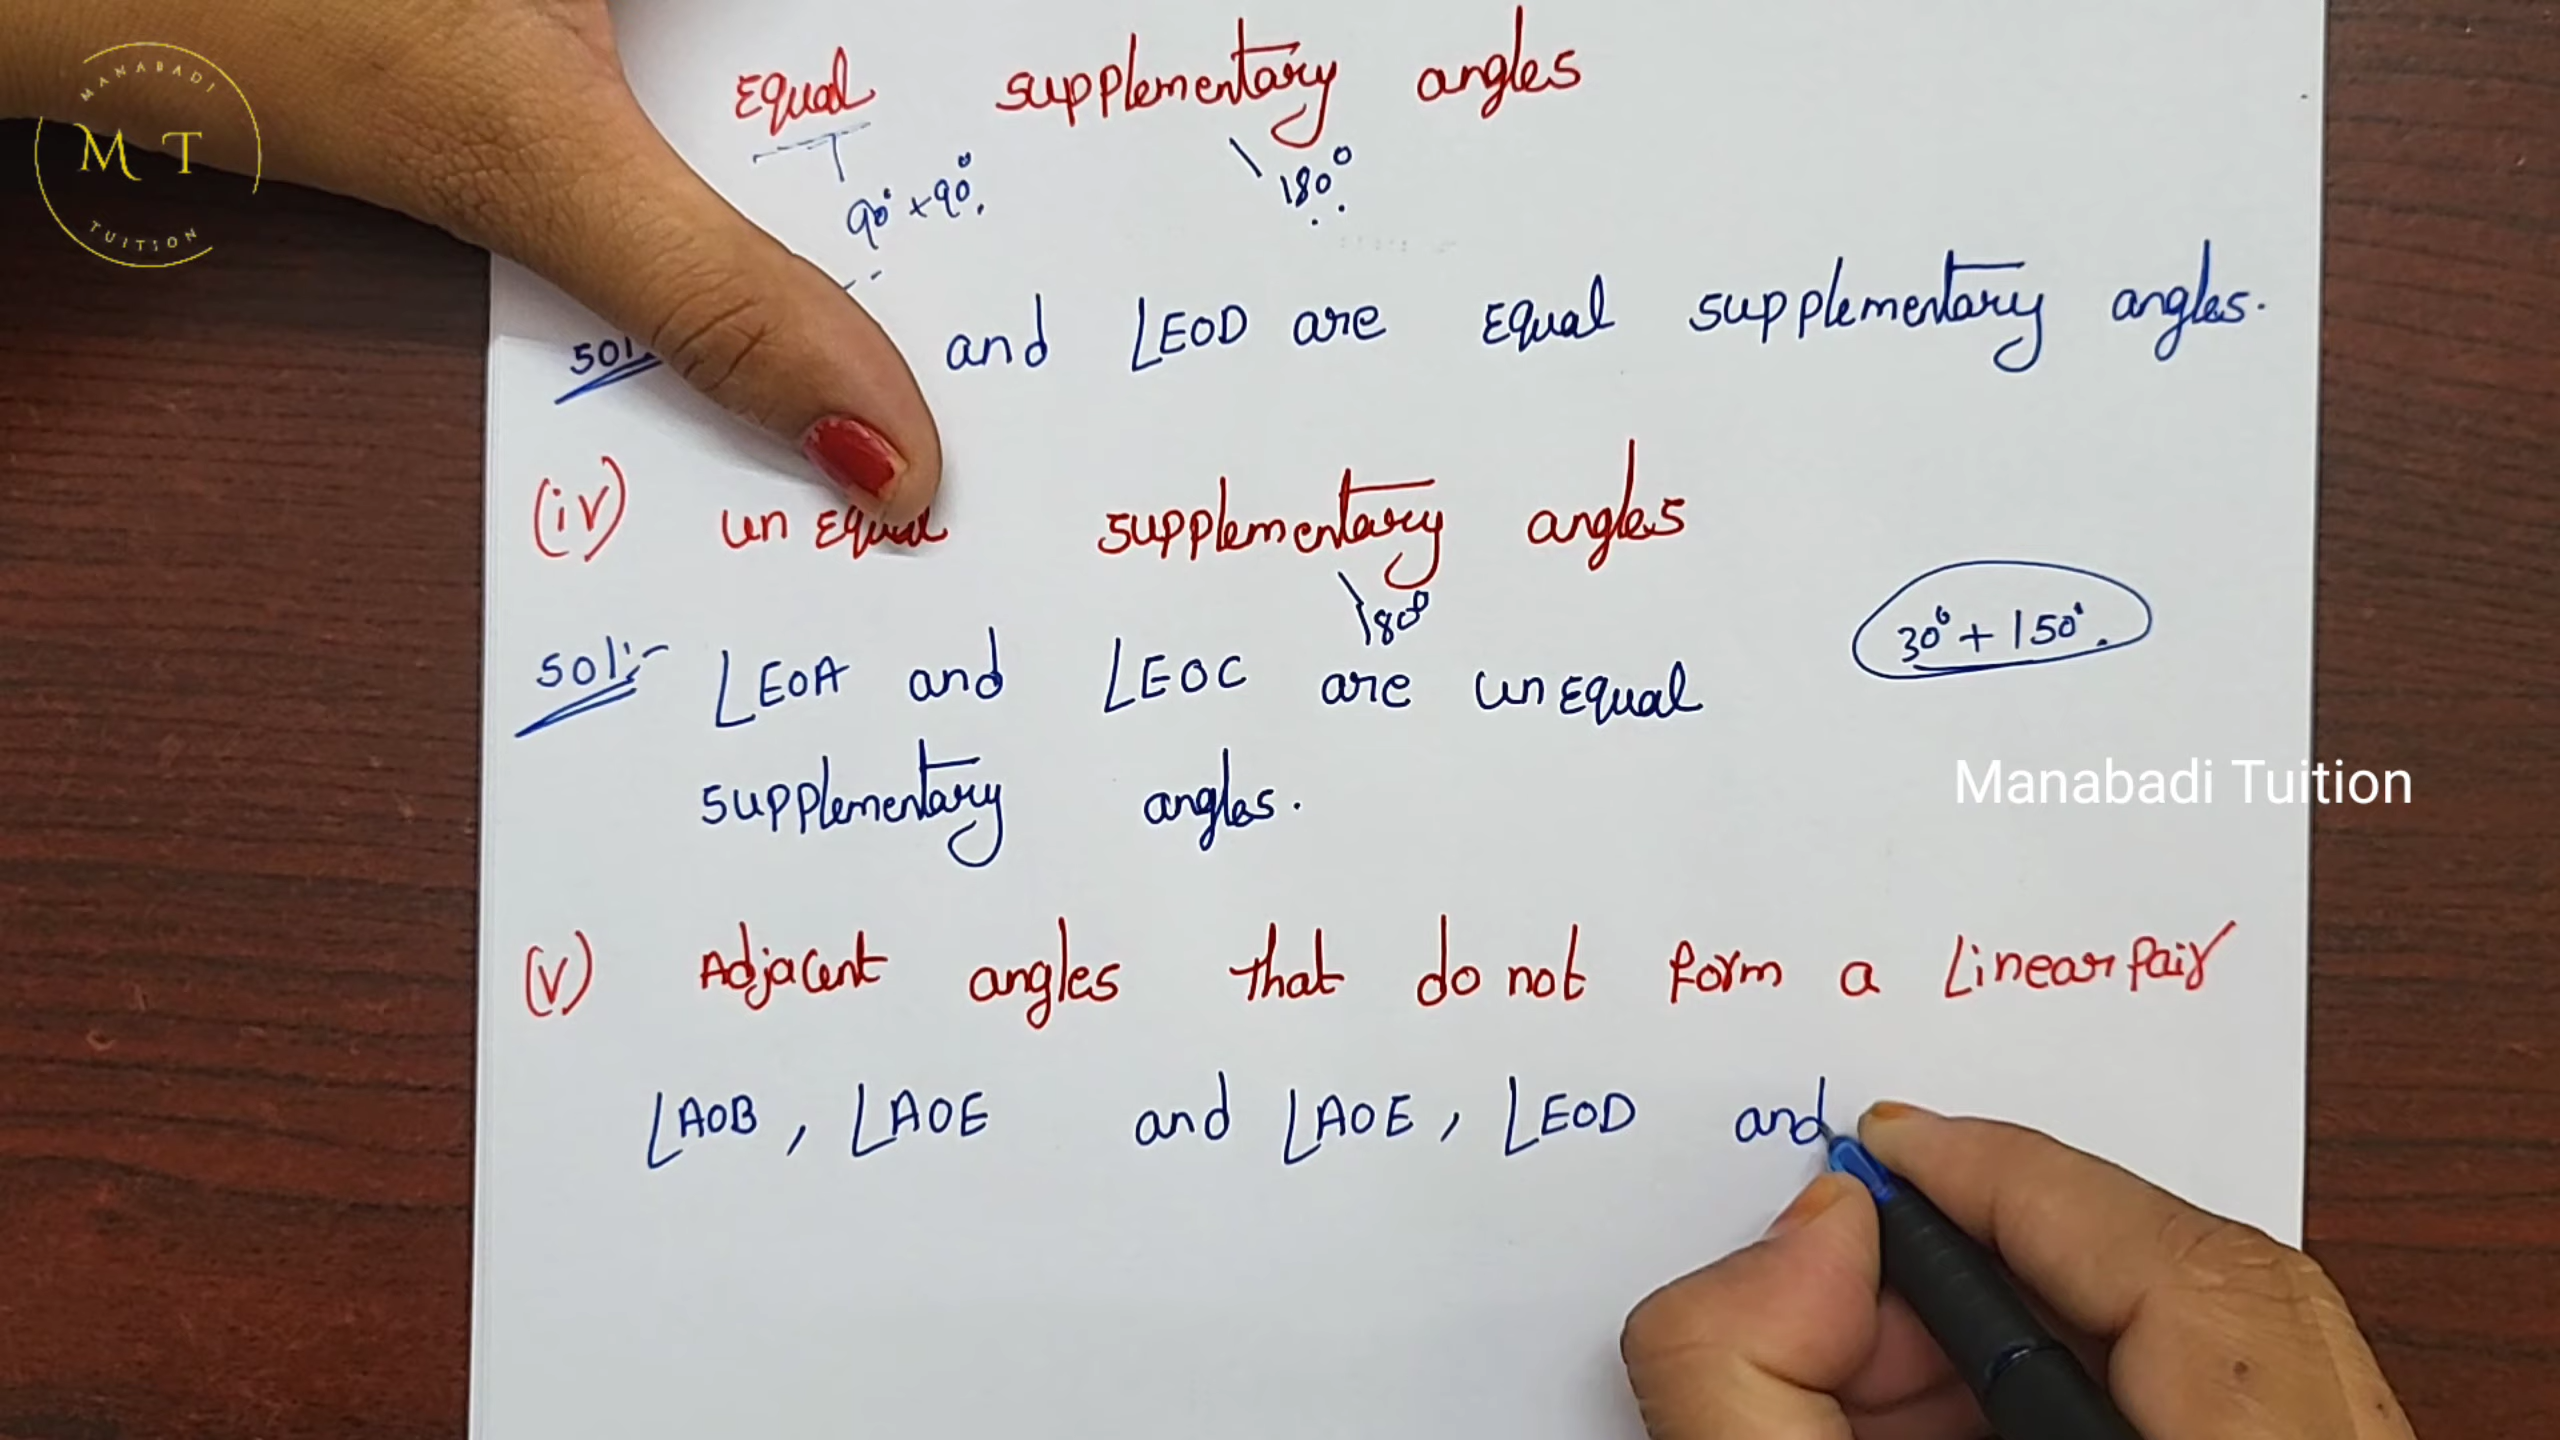 MANABADI
M T
TUITION
Equal supplementary angles
90° + 90°.
180°
Sol
and ∠EOD are Equal supplementary angles.
(iv) un Equal supplementary angles
180°
30° + 150°.
Sol:- ∠EOA and ∠EOC are unEqual
supplementary angles.
Manabadi Tuition
(v) Adjacent angles that do not form a Linear Pair
∠AOB, ∠AOE and ∠AOE, ∠EOD and